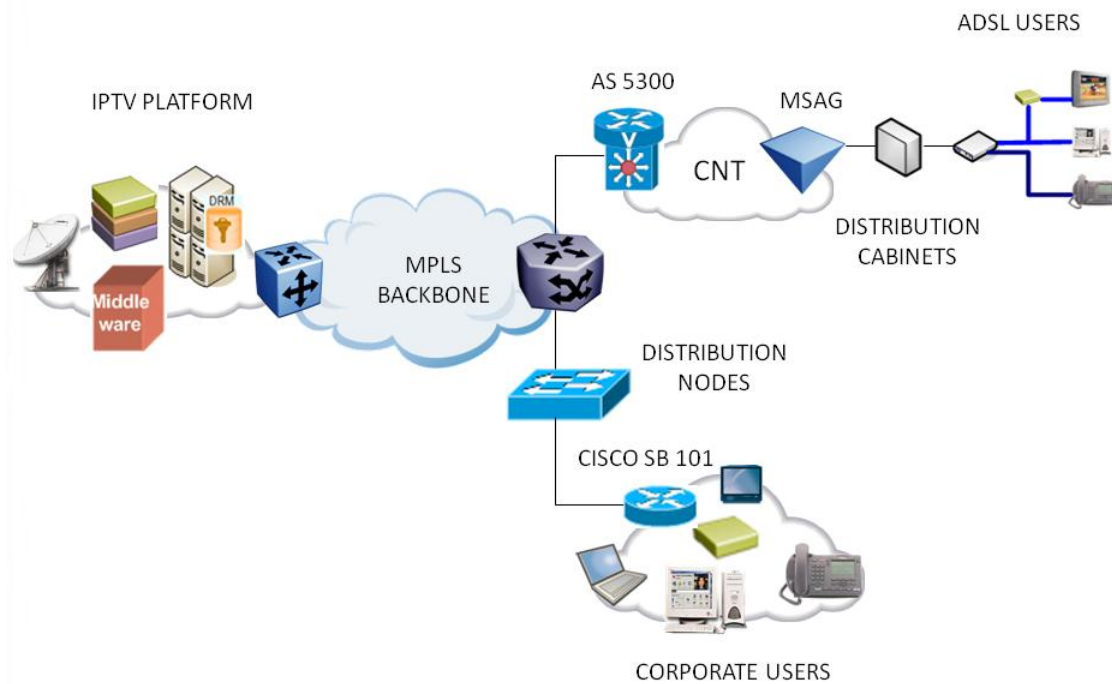 ADSL USERS
IPTV PLATFORM
AS 5300
MSAG
DRM
CNT
Middle
ware
MPLS
BACKBONE
DISTRIBUTION
CABINETS
DISTRIBUTION
NODES
CISCO SB 101
CORPORATE USERS
V